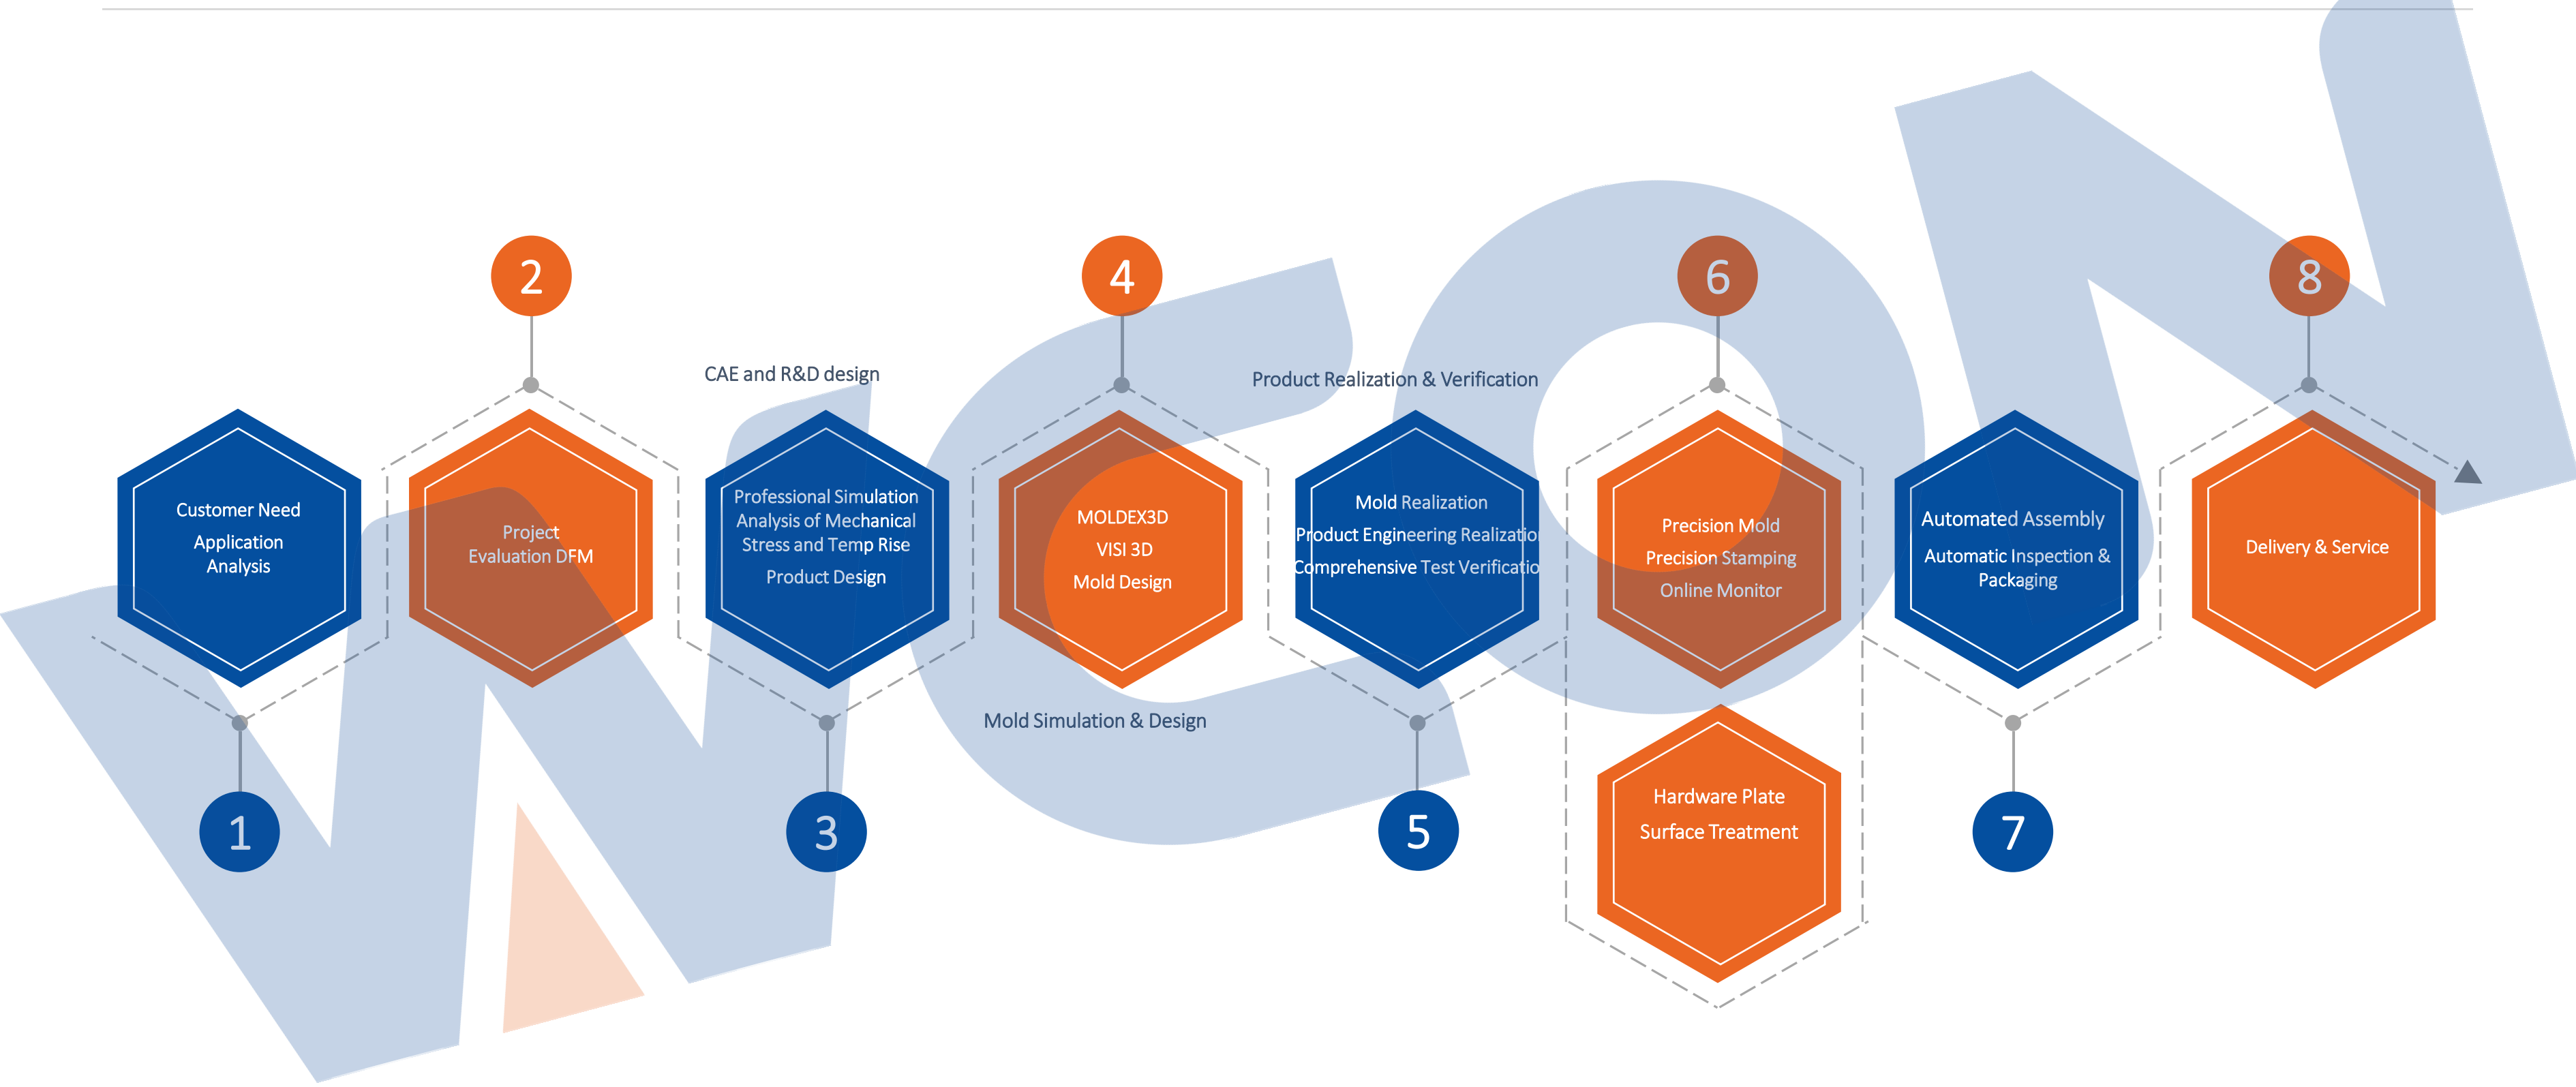 1
Customer Need
Application
Analysis
2
Project
Evaluation DFM
3
CAE and R&D design
Professional Simulation
Analysis of Mechanical
Stress and Temp Rise
Product Design
4
MOLDEX3D
VISI 3D
Mold Design
Mold Simulation & Design
5
Product Realization & Verification
Mold Realization
Product Engineering Realization
Comprehensive Test Verificatio
6
Precision Mold
Precision Stamping
Online Monitor
Hardware Plate
Surface Treatment
7
Automated Assembly
Automatic Inspection &
Packaging
8
Delivery & Service
WCON